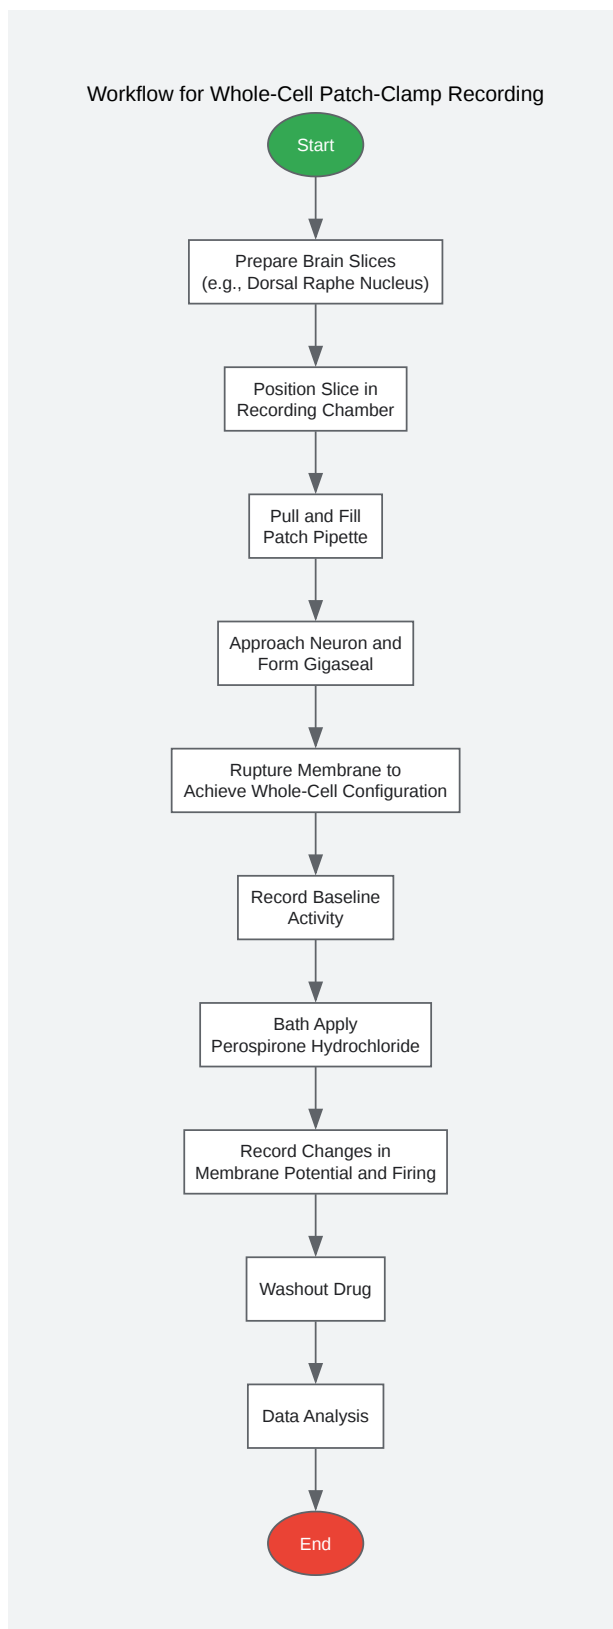 Workflow for Whole-Cell Patch-Clamp Recording
Start
Prepare Brain Slices
(e.g., Dorsal Raphe Nucleus)
Position Slice in
Recording Chamber
Pull and Fill
Patch Pipette
Approach Neuron and
Form Gigaseal
Rupture Membrane to
Achieve Whole-Cell Configuration
Record Baseline
Activity
Bath Apply
Perospirone Hydrochloride
Record Changes in
Membrane Potential and Firing
Washout Drug
Data Analysis
End